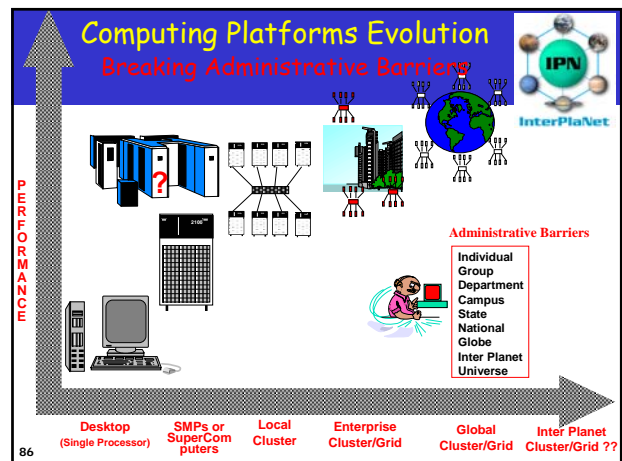 Computing Platforms Evolution
Breaking Administrative Barriers
IPN
InterPlaNet
PERFORMANCE
?
2100
Administrative Barriers
Individual
Group
Department
Campus
State
National
Globe
Inter Planet
Universe
Desktop
(Single Processor)
SMPs or
SuperCom
puters
Local
Cluster
Enterprise
Cluster/Grid
Global
Cluster/Grid
Inter Planet
Cluster/Grid ??
86